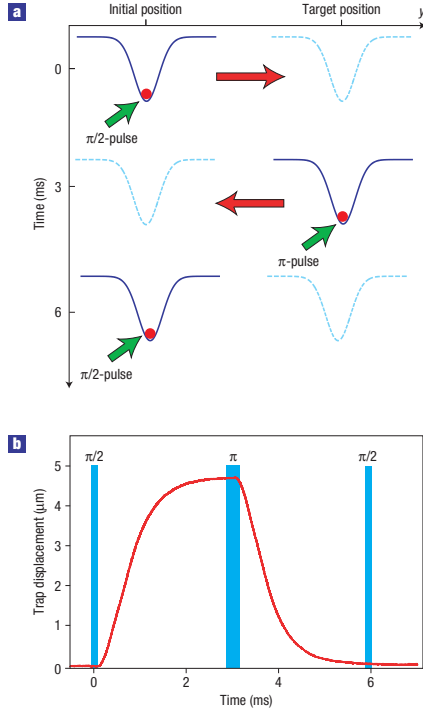 a
Initial position
Target position
y
0
π/2-pulse
Time (ms)
3
π-pulse
6
π/2-pulse
b
π/2
π
π/2
5
4
3
2
1
0
Trap displacement (μm)
0
2
4
6
Time (ms)